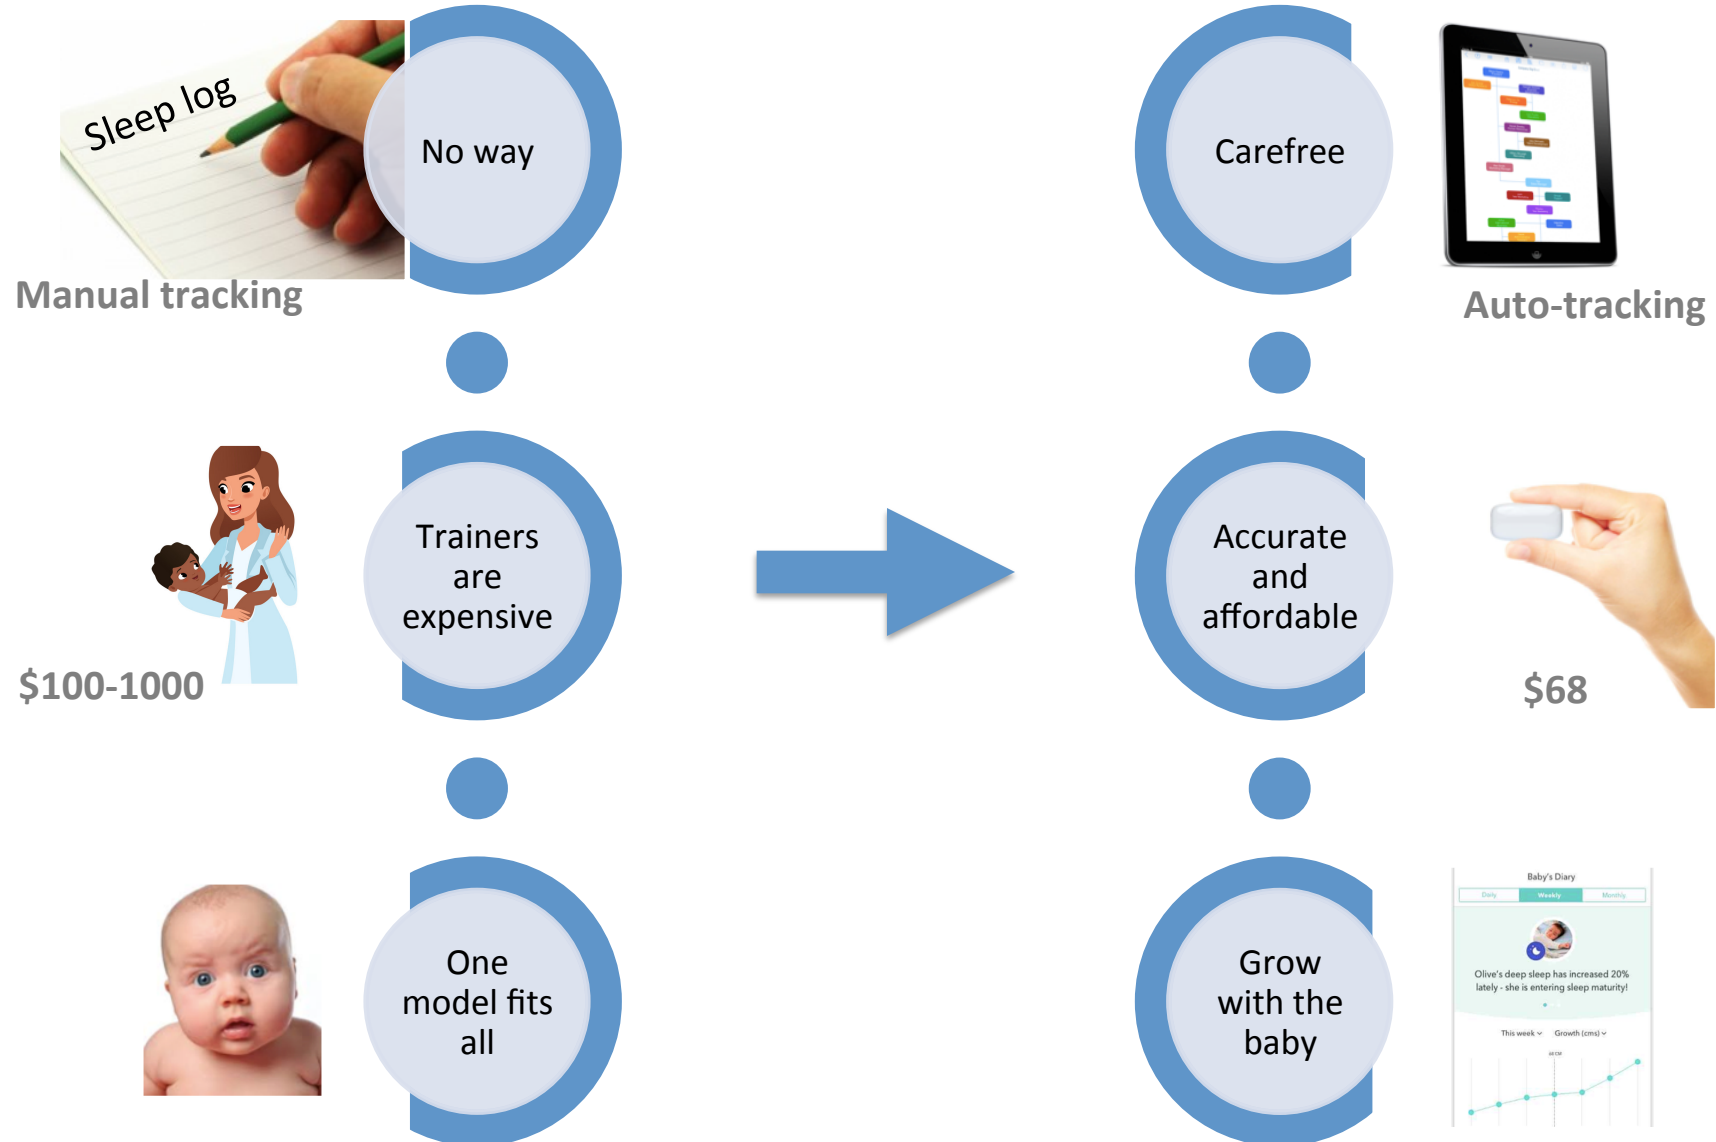 Sleep log
No way
Manual tracking
Carefree
Auto-tracking
Trainers
are
expensive
$100-1000
Accurate
and
affordable
$68
One
model fits
all
Grow
with the
baby
Baby's Diary
Daily
Weekly
Monthly
Olive's deep sleep has increased 20%
lately - she is entering sleep maturity!
This week
Growth (cms)